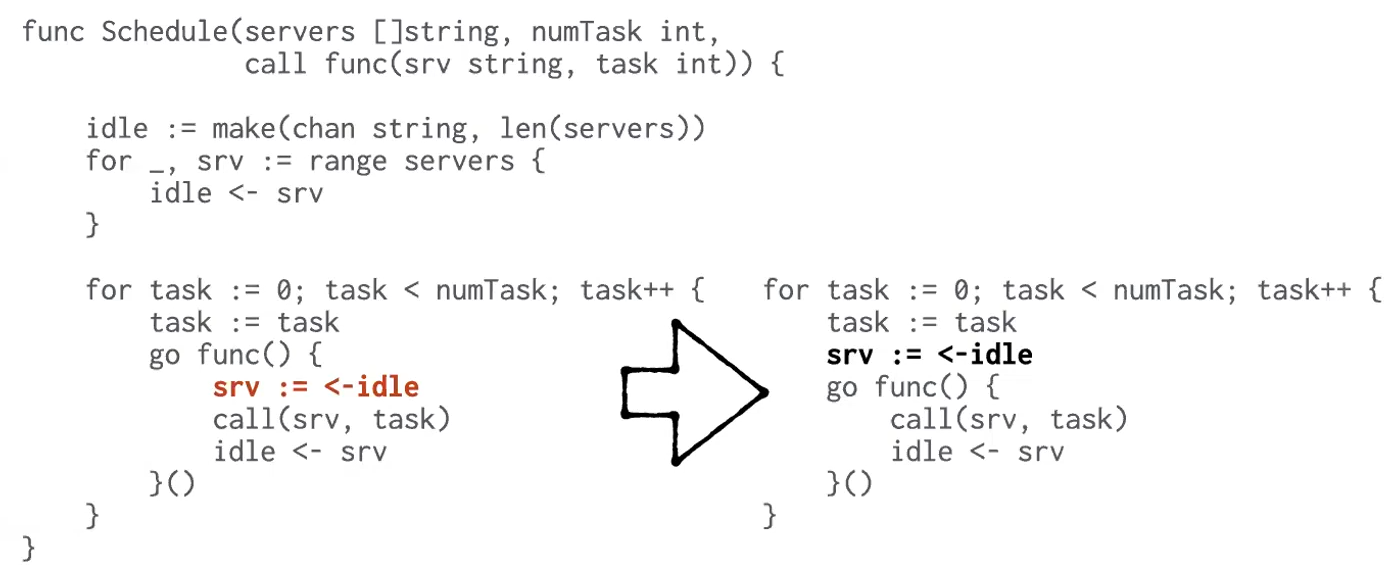 func Schedule(servers []string, numTask int,
              call func(srv string, task int)) {

    idle := make(chan string, len(servers))
    for _, srv := range servers {
        idle <- srv
    }

    for task := 0; task < numTask; task++ {
        task := task
        go func() {
            srv := <-idle
            call(srv, task)
            idle <- srv
        }()
    }
}

for task := 0; task < numTask; task++ {
    task := task
    srv := <-idle
    go func() {
        call(srv, task)
        idle <- srv
    }()
}